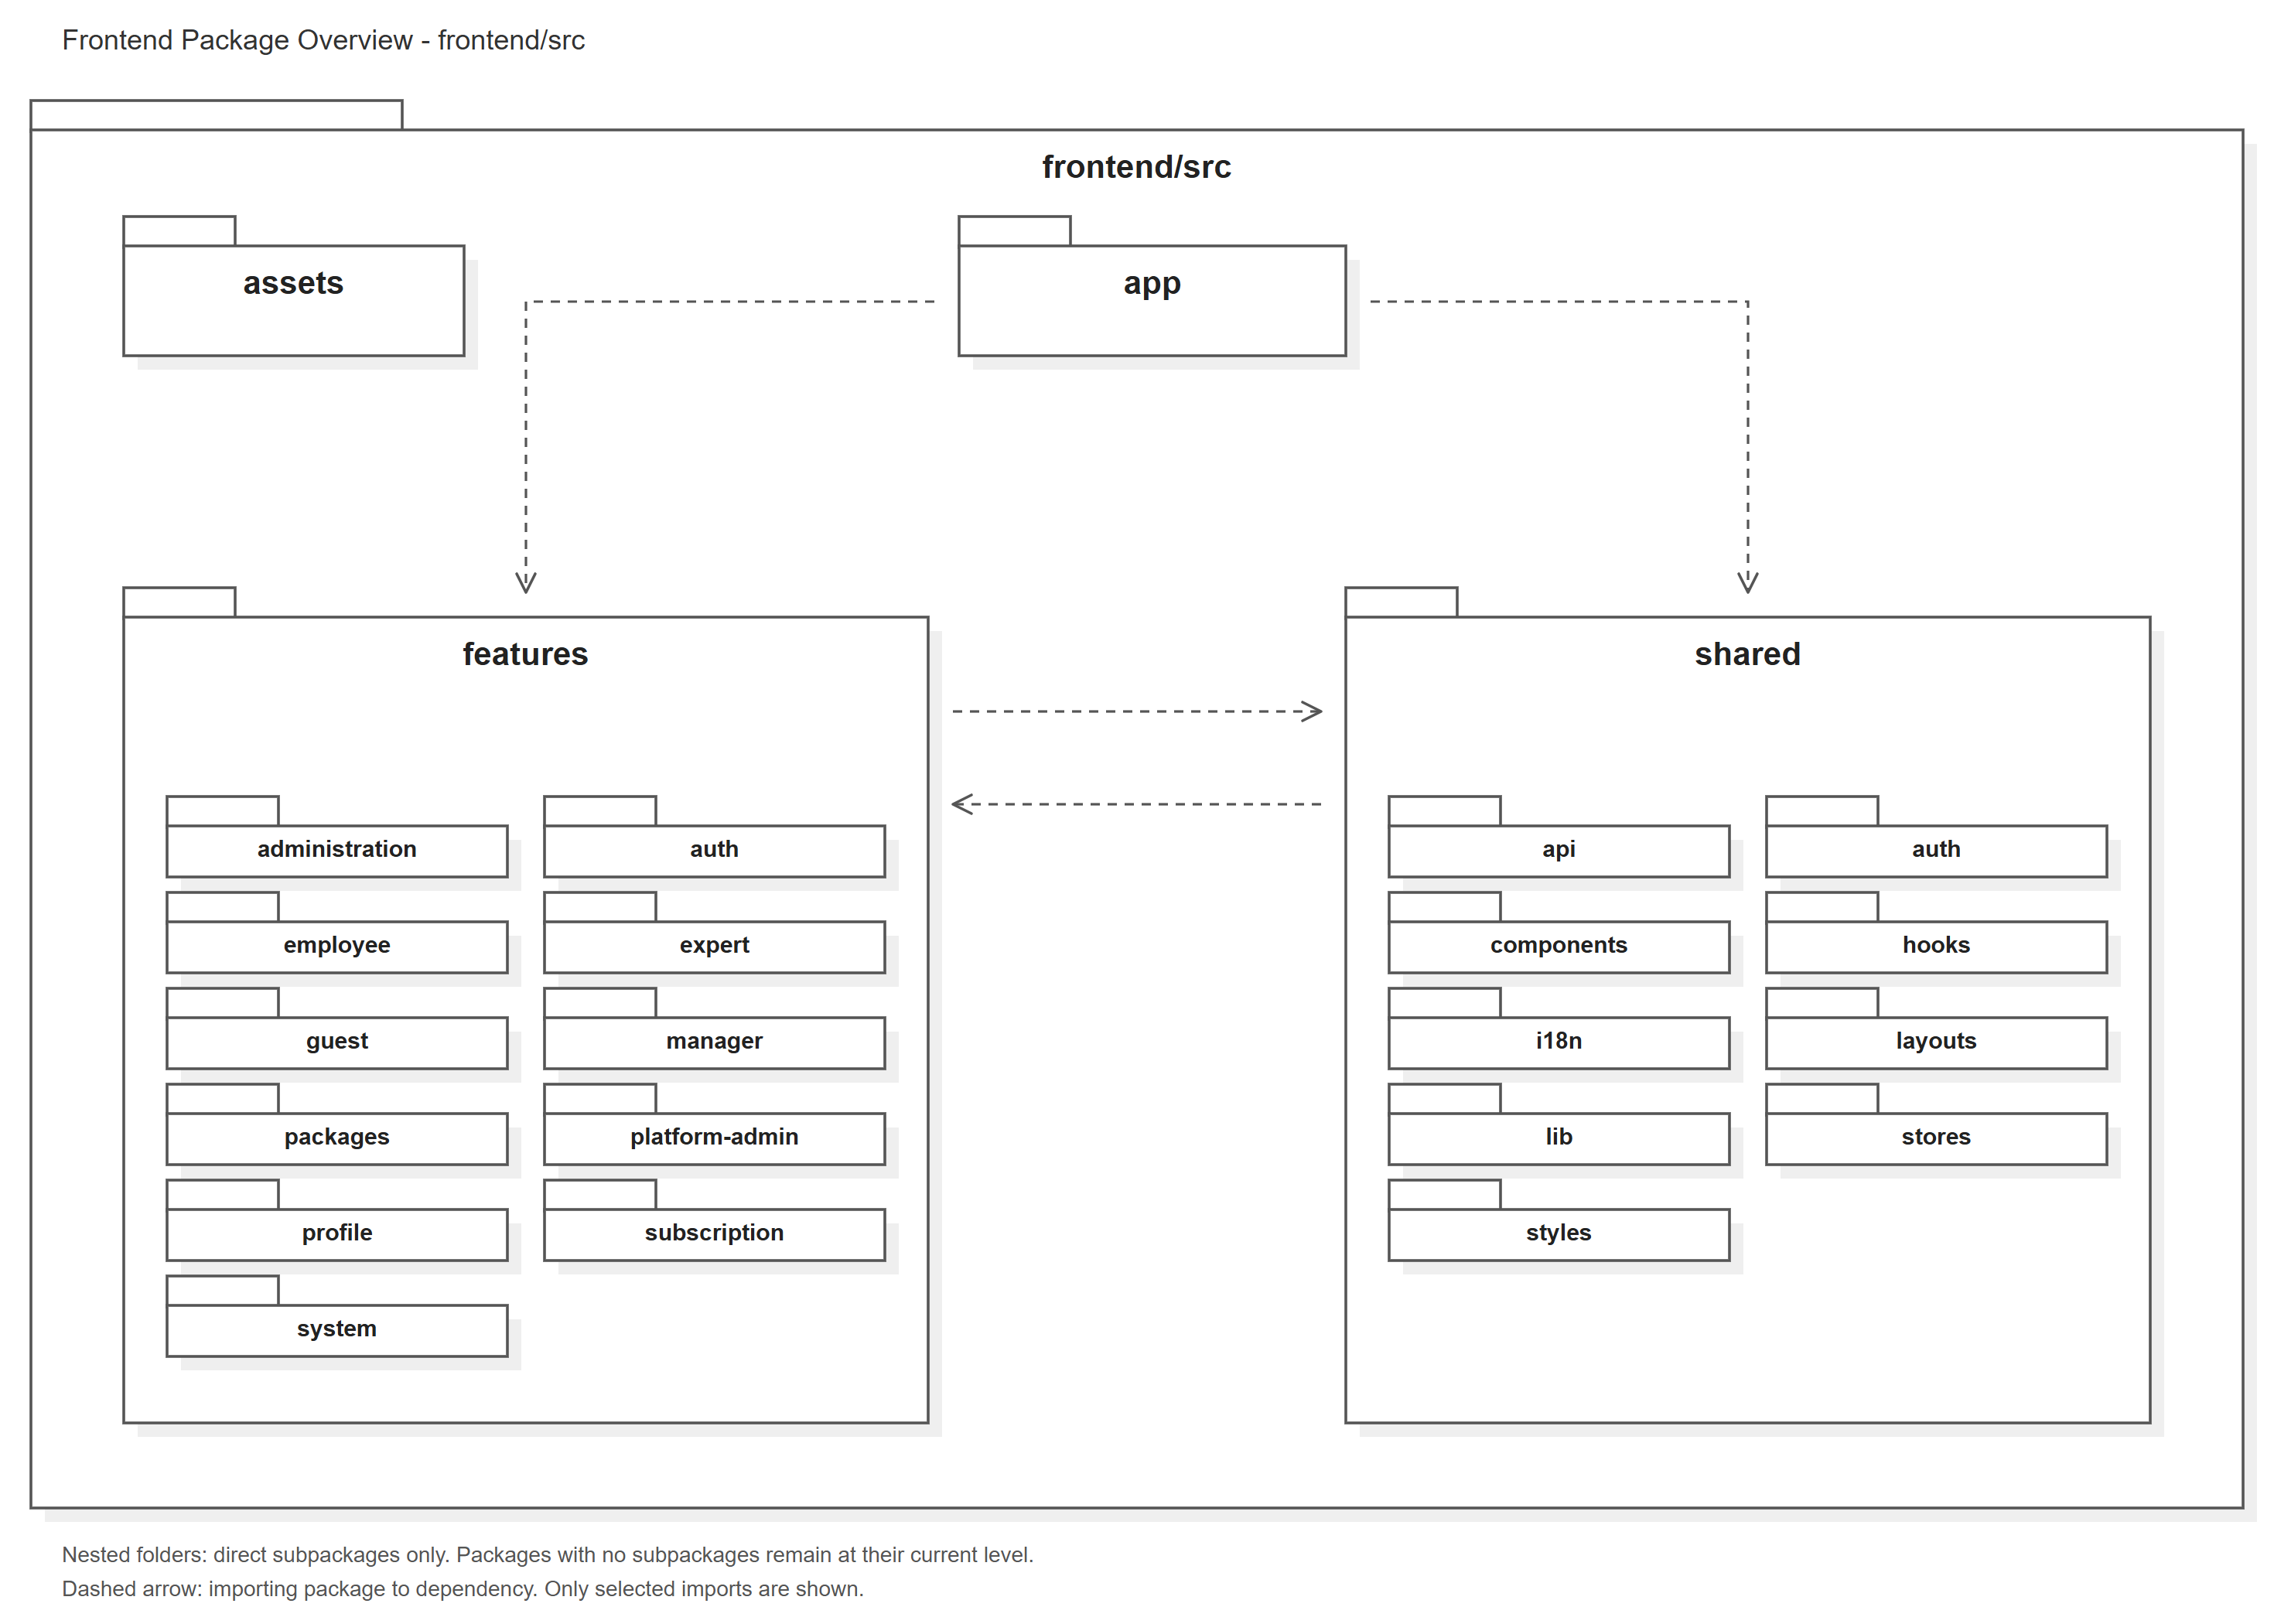 Frontend Package Overview - frontend/src
frontend/src
assets
app
features
shared
administration
auth
employee
expert
guest
manager
packages
platform-admin
profile
subscription
system
api
auth
components
hooks
i18n
layouts
lib
stores
styles
Nested folders: direct subpackages only. Packages with no subpackages remain at their current level.
Dashed arrow: importing package to dependency. Only selected imports are shown.